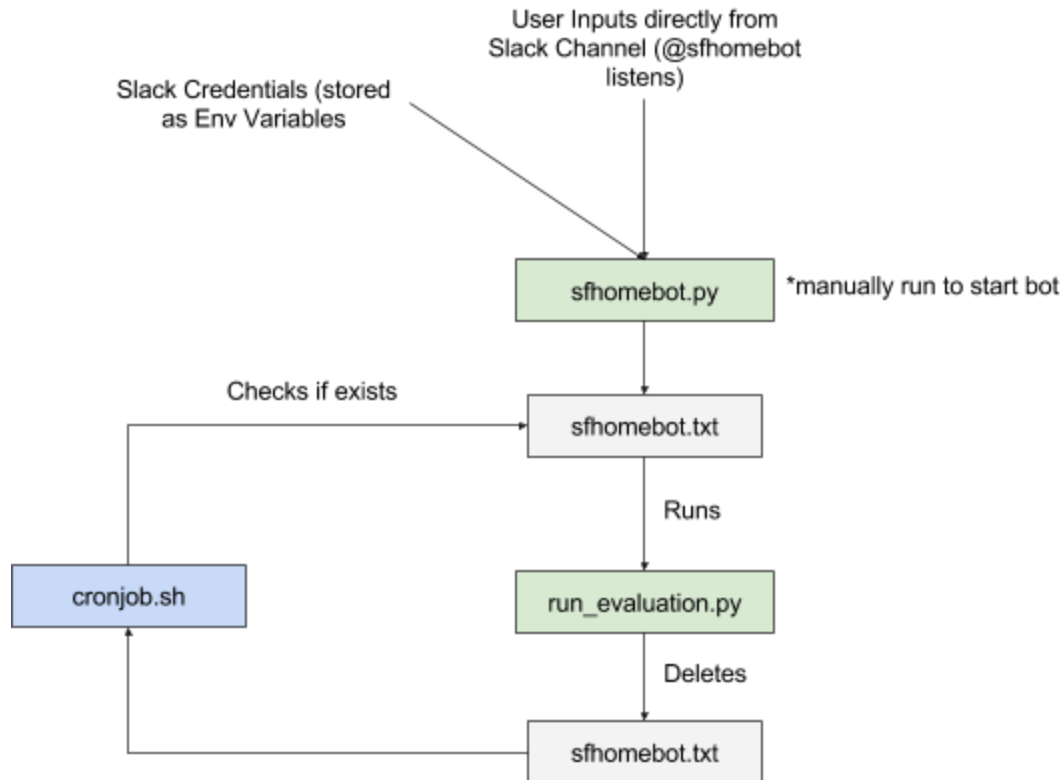 User Inputs directly from
Slack Channel (@sfhomebot
listens)
Slack Credentials (stored
as Env Variables
sfhomebot.py
*manually run to start bot
Checks if exists
sfhomebot.txt
Runs
cronjob.sh
run_evaluation.py
Deletes
sfhomebot.txt